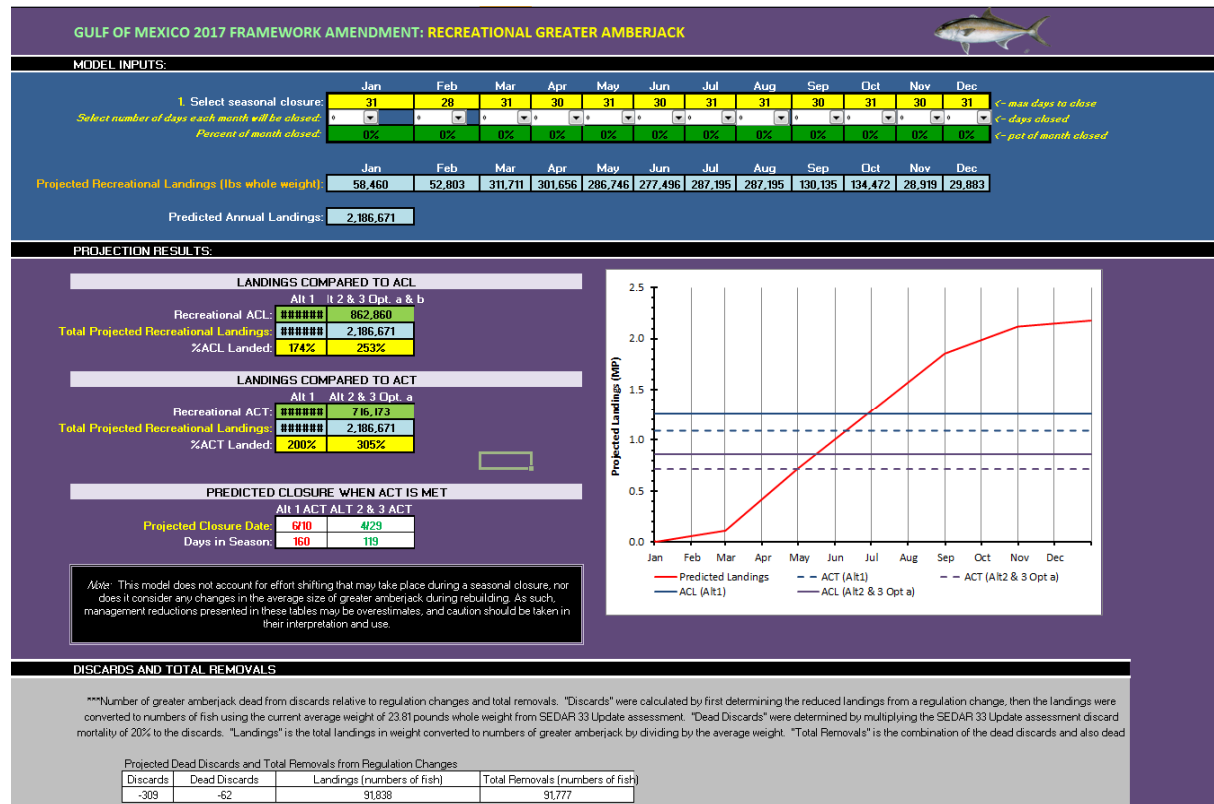 GULF OF MEXICO 2017 FRAMEWORK AMENDMENT: RECREATIONAL GREATER AMBERJACK
MODEL INPUTS:
Jan Feb Mar Apr May Jun Jul Aug Sep Oct Nov Dec
1. Select seasonal closure: 31 28 31 30 31 30 31 31 30 31 30 31 <- max days to close
Select number of days each month will be closed: <- days closed
Percent of month closed: 0% 0% 0% 0% 0% 0% 0% 0% 0% 0% 0% 0% <- pct of month closed
Jan Feb Mar Apr May Jun Jul Aug Sep Oct Nov Dec
Projected Recreational Landings (lbs whole weight): 58,460 52,803 311,711 301,656 286,746 277,496 287,195 287,195 130,135 134,472 28,919 29,883
Predicted Annual Landings: 2,186,671
PROJECTION RESULTS:
LANDINGS COMPARED TO ACL
Alt 1 lt 2 & 3 Opt. a & b
Recreational ACL: ###### 862,860
Total Projected Recreational Landings: ###### 2,186,671
%ACL Landed: 174% 253%
LANDINGS COMPARED TO ACT
Alt 1 Alt 2 & 3 Opt. a
Recreational ACT: ###### 716,173
Total Projected Recreational Landings: ###### 2,186,671
%ACT Landed: 200% 305%
PREDICTED CLOSURE WHEN ACT IS MET
Alt 1 ACT ALT 2 & 3 ACT
Projected Closure Date: 6/10 4/29
Days in Season: 160 119
Note: This model does not account for effort shifting that may take place during a seasonal closure, nor
does it consider any changes in the average size of greater amberjack during rebuilding. As such,
management reductions presented in these tables may be overestimates, and caution should be taken in
their interpretation and use.
Projected Landings (MP)
2.5
2.0
1.5
1.0
0.5
0.0
Jan Feb Mar Apr May Jun Jul Aug Sep Oct Nov Dec
Predicted Landings ACT (Alt1) ACT (Alt2 & 3 Opt a)
ACL (Alt1) ACL (Alt2 & 3 Opt a)
DISCARDS AND TOTAL REMOVALS
***Number of greater amberjack dead from discards relative to regulation changes and total removals. "Discards" were calculated by first determining the reduced landings from a regulation change, then the landings were
converted to numbers of fish using the current average weight of 23.81 pounds whole weight from SEDAR 33 Update assessment. "Dead Discards" were determined by multiplying the SEDAR 33 Update assessment discard
mortality of 20% to the discards. "Landings" is the total landings in weight converted to numbers of greater amberjack by dividing by the average weight. "Total Removals" is the combination of the dead discards and also dead
Projected Dead Discards and Total Removals from Regulation Changes
Discards Dead Discards Landings (numbers of fish) Total Removals (numbers of fish)
-309 -62 91,838 91,777